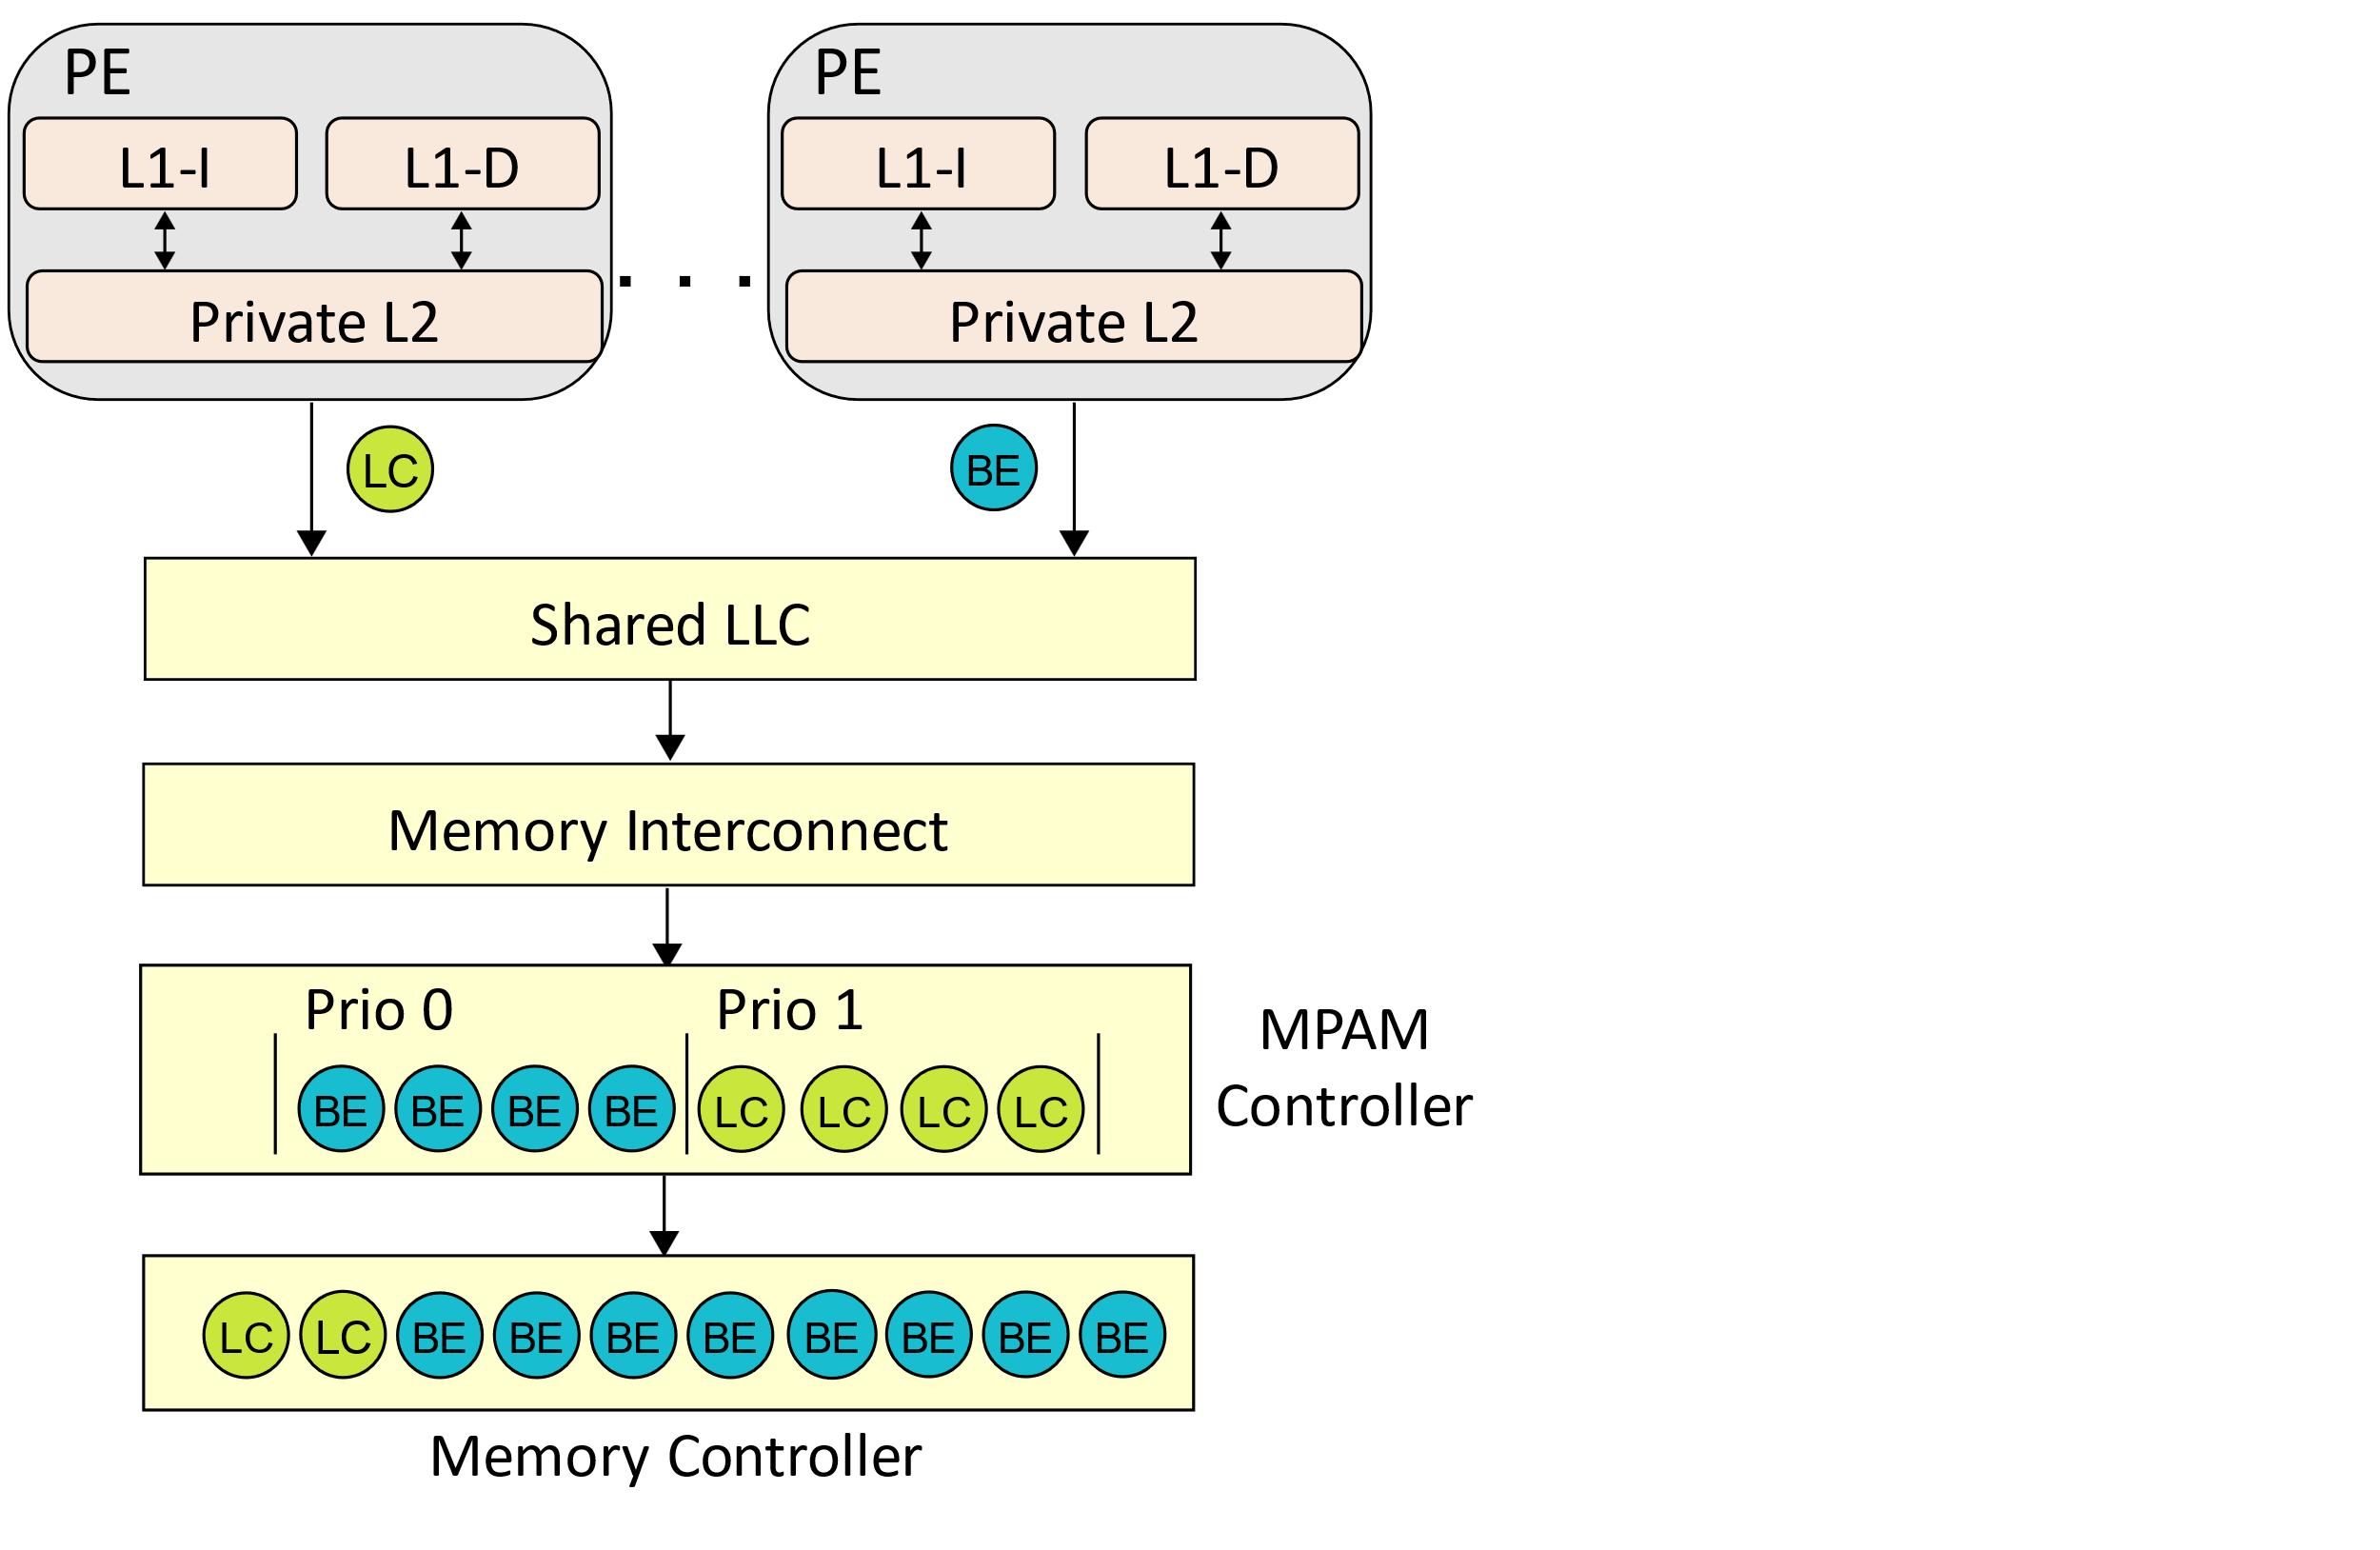 PE PE
L1-I L1-D L1-I L1-D
Private L2 Private L2
LC BE
Shared LLC
Memory Interconnect
Prio 0 Prio 1
MPAM
Controller
BE BE BE BE LC LC LC LC
LC LC BE BE BE BE BE BE BE BE
Memory Controller